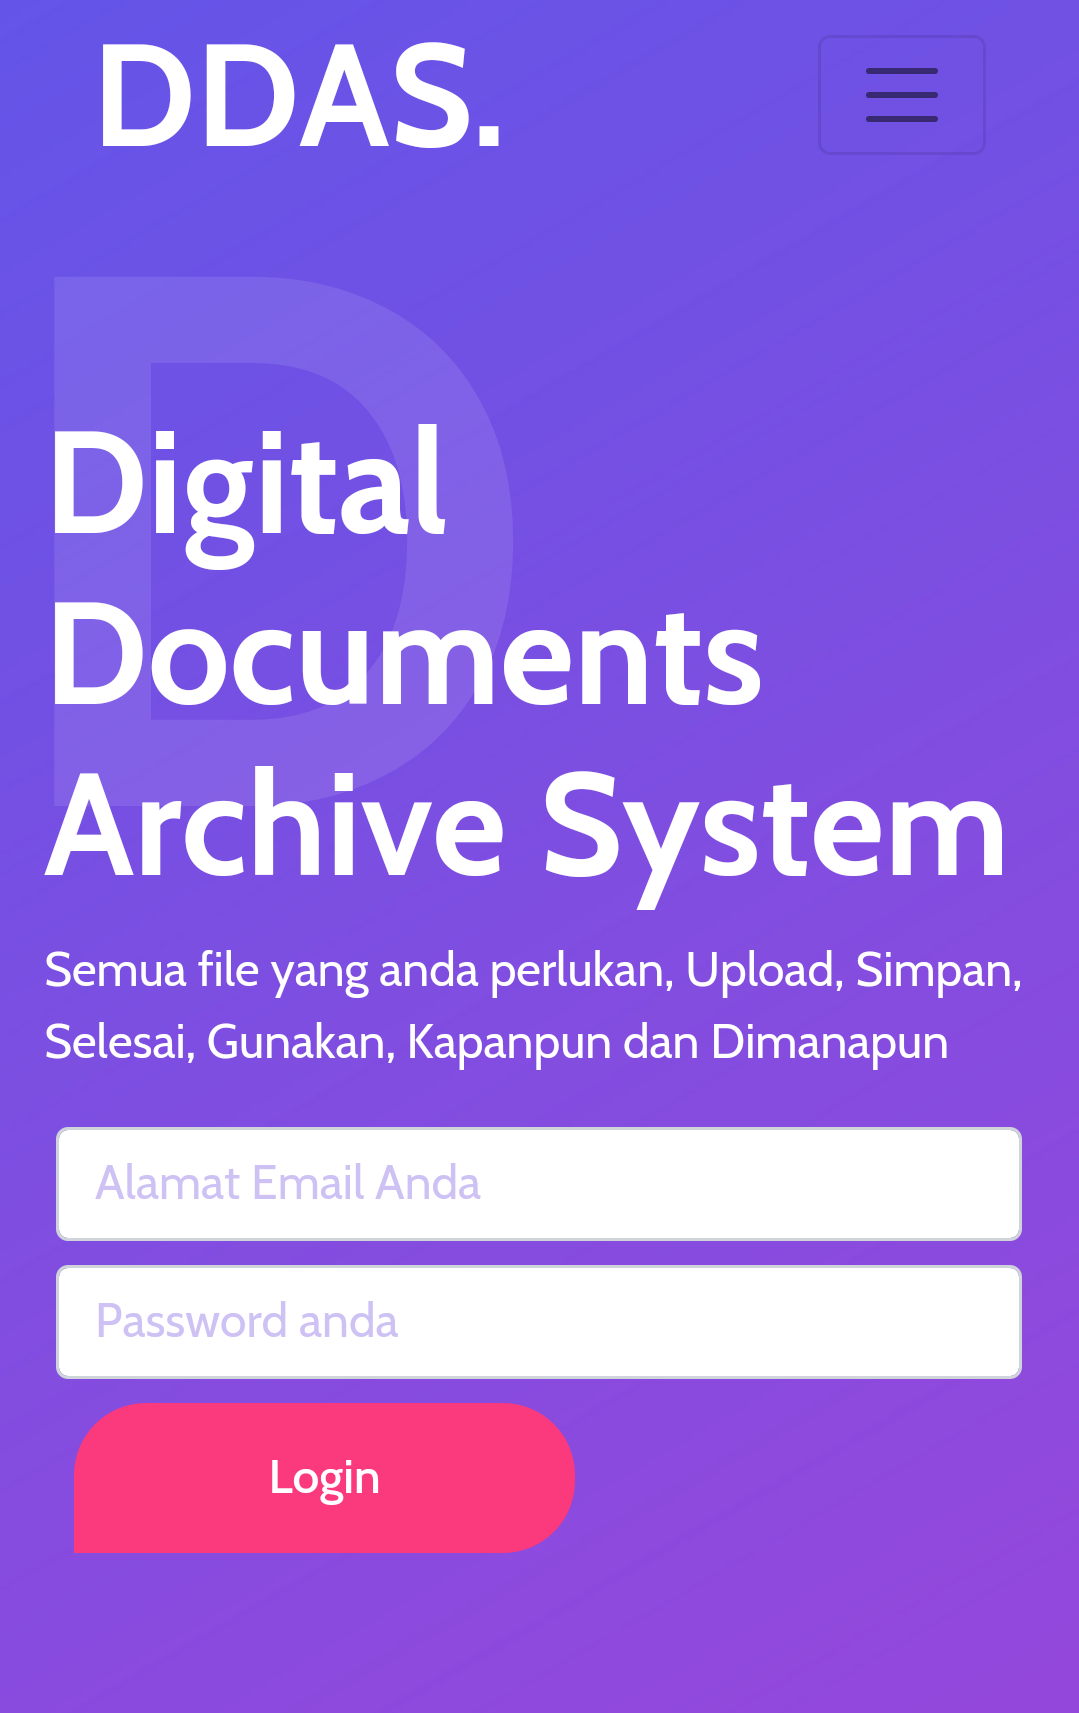 DDAS.
D
Digital
Documents
Archive System
Semua file yang anda perlukan, Upload, Simpan,
Selesai, Gunakan, Kapanpun dan Dimanapun
Alamat Email Anda
Password anda
Login